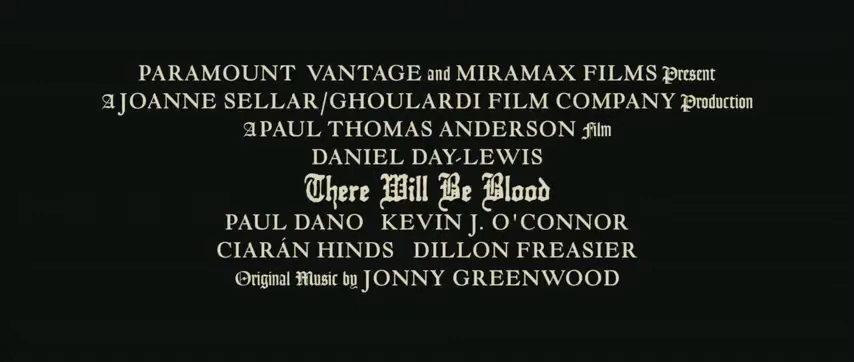 PARAMOUNT VANTAGE and MIRAMAX FILMS Present
A JOANNE SELLAR/GHOULARDI FILM COMPANY Production
A PAUL THOMAS ANDERSON Film
DANIEL DAY-LEWIS
There Will Be Blood
PAUL DANO KEVIN J. O'CONNOR
CIARÁN HINDS DILLON FREASIER
Original Music by JONNY GREENWOOD